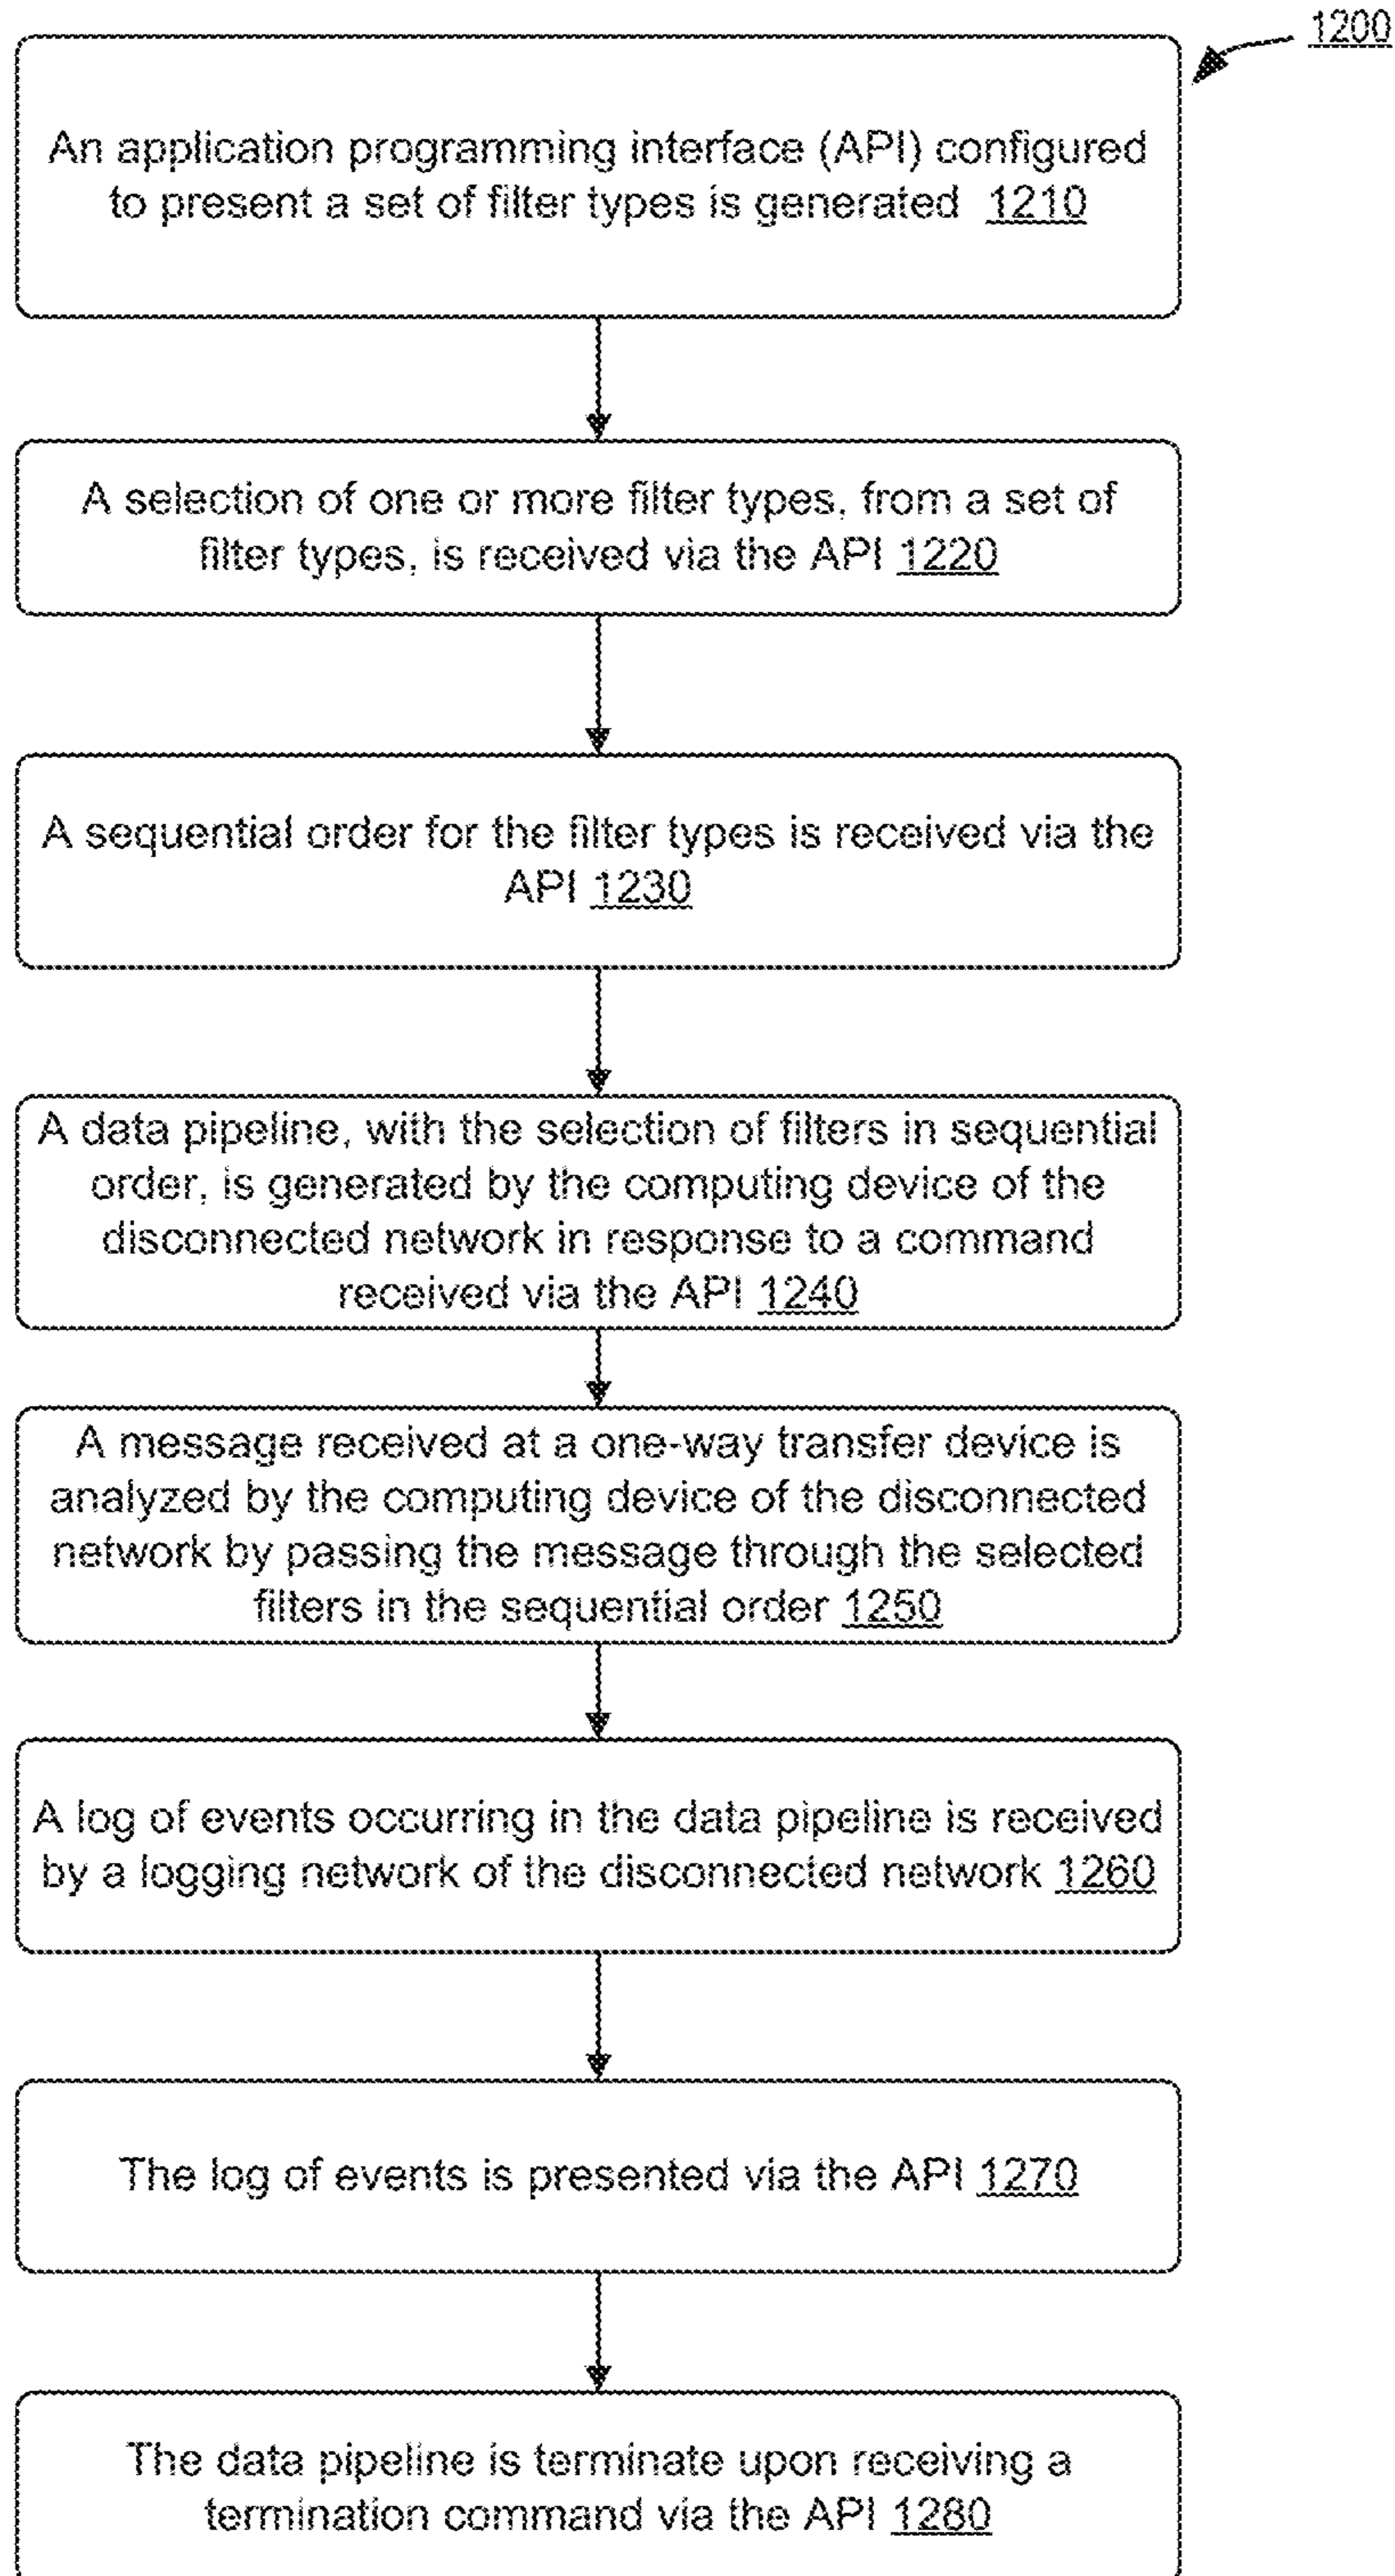 1200
An application programming interface (API) configured
to present a set of filter types is generated 1210
A selection of one or more filter types, from a set of
filter types, is received via the API 1220
A sequential order for the filter types is received via the
API 1230
A data pipeline, with the selection of filters in sequential
order, is generated by the computing device of the
disconnected network in response to a command
received via the API 1240
A message received at a one-way transfer device is
analyzed by the computing device of the disconnected
network by passing the message through the selected
filters in the sequential order 1250
A log of events occurring in the data pipeline is received
by a logging network of the disconnected network 1260
The log of events is presented via the API 1270
The data pipeline is terminate upon receiving a
termination command via the API 1280